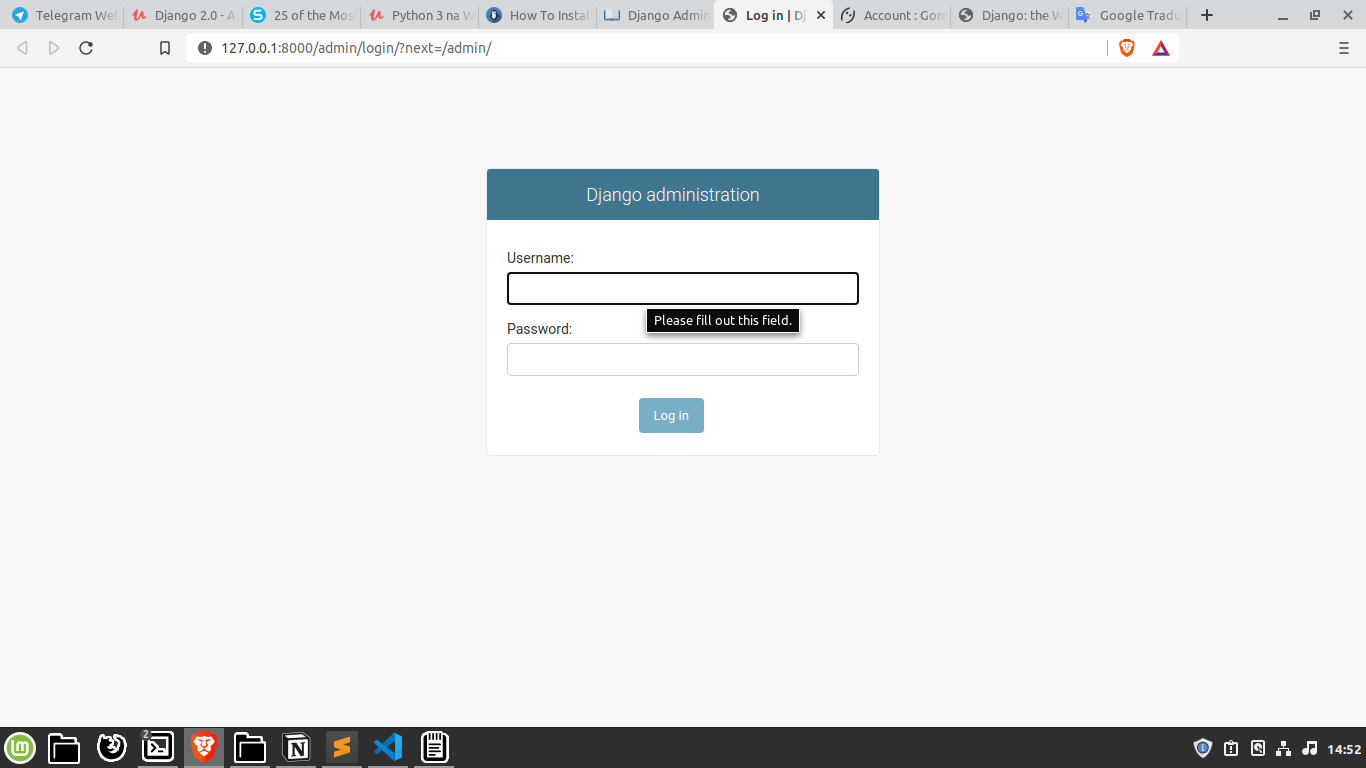 Telegram We
Django 2.0 - A
25 of the Mos
Python 3 na W
How To Instal
Django Admin
Log in | Dj
Account : Gom
Django: the W
Google Tradu
127.0.0.1:8000/admin/login/?next=/admin/
Django administration
Username:
Please fill out this field.
Password:
Log in
2
14:52